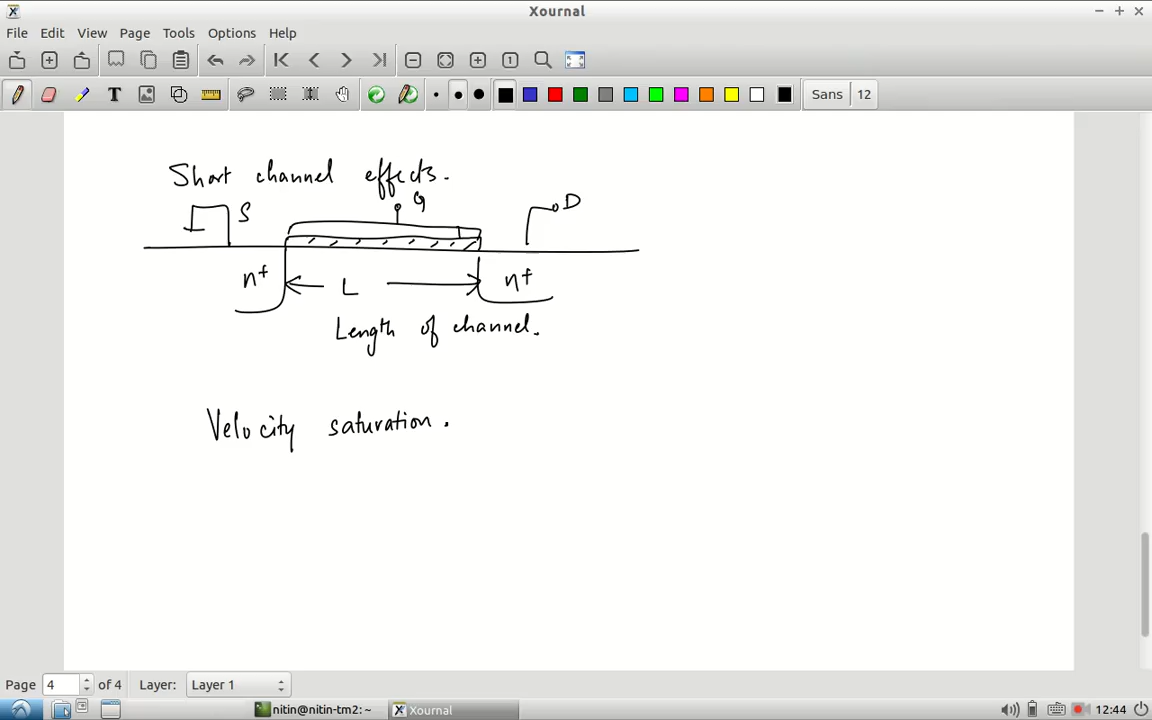 Xournal
File Edit View Page Tools Options Help
Sans 12
Short channel effects.
G
S
D
n+ L n+
Length of channel.
Velocity saturation.
Page 4 of 4 Layer: Layer 1
nitin@nitin-tm2: ~ Xournal 12:44